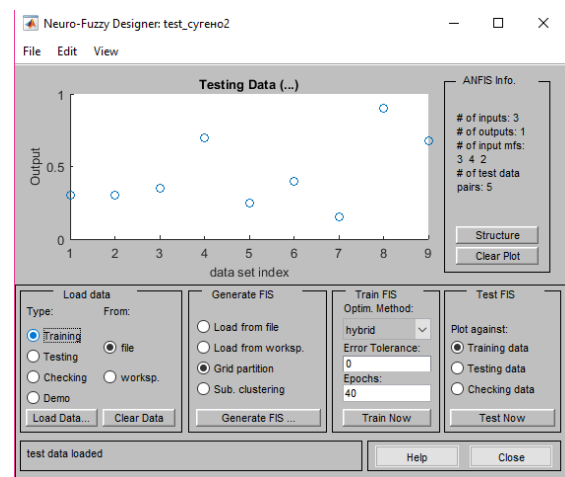 Neuro-Fuzzy Designer: test_сугено2
File Edit View
Testing Data (...)
Output
1
0.5
0
1 2 3 4 5 6 7 8 9
data set index
ANFIS Info.
# of inputs: 3
# of outputs: 1
# of input mfs:
3 4 2
# of test data
pairs: 5
Structure
Clear Plot
Load data
Type: From:
Training
Testing
Checking
Demo
file
worksp.
Load Data... Clear Data
Generate FIS
Load from file
Load from worksp.
Grid partition
Sub. clustering
Generate FIS ...
Train FIS
Optim. Method:
hybrid
Error Tolerance:
0
Epochs:
40
Train Now
Test FIS
Plot against:
Training data
Testing data
Checking data
Test Now
test data loaded
Help
Close